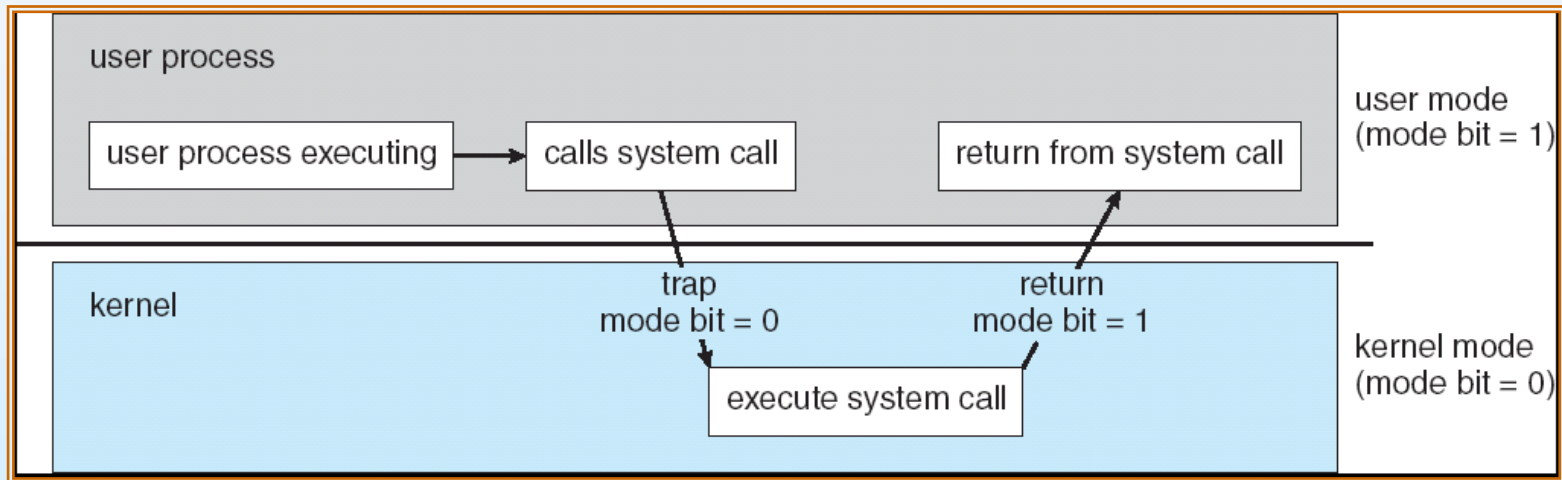 user process
user process executing
calls system call
return from system call
user mode
(mode bit = 1)
kernel
trap
mode bit = 0
return
mode bit = 1
execute system call
kernel mode
(mode bit = 0)